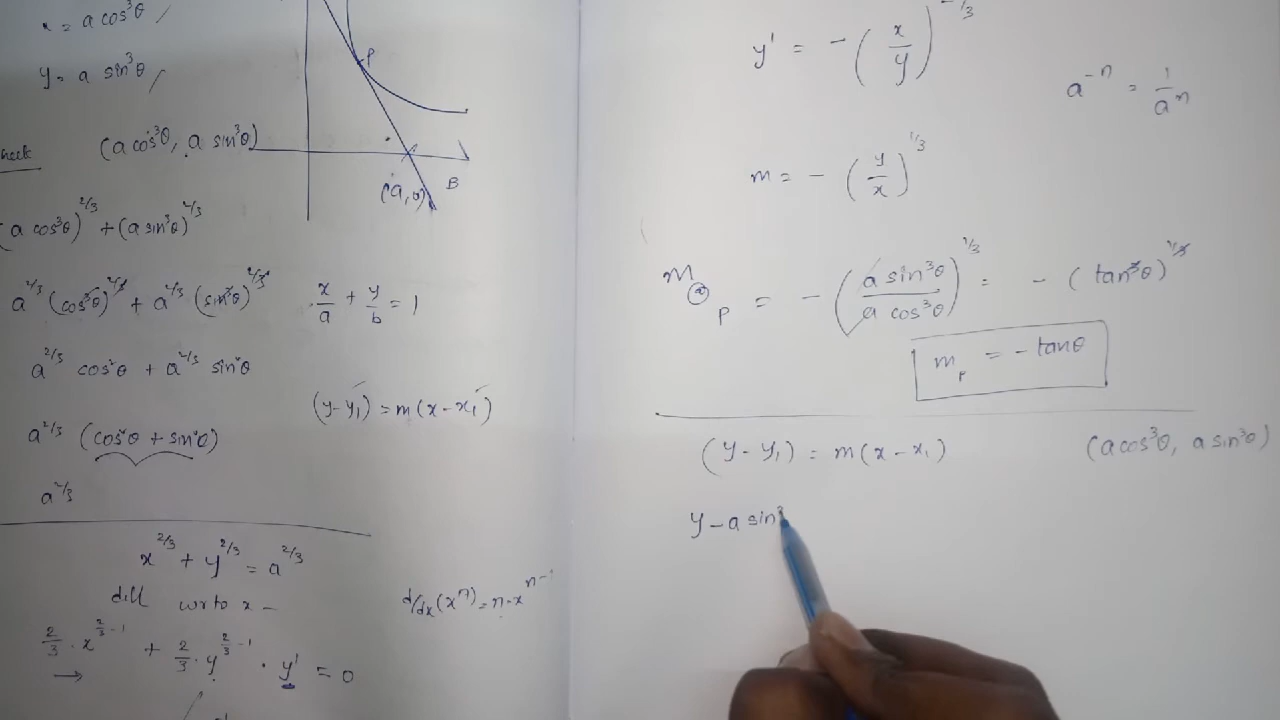 x = a cos³θ
y = a sin³θ
P
(a cos³θ, a sin³θ)
(a, 0) B
(a cos³θ)^2/3 + (a sin³θ)^2/3
a^2/3 (cos³θ)^2/3 + a^2/3 (sin³θ)^2/3
x/a + y/b = 1
a^2/3 cos²θ + a^2/3 sin²θ
(y - y₁) = m(x - x₁)
a^2/3 (cos²θ + sin²θ)
a^2/3
x^2/3 + y^2/3 = a^2/3
diff wr to x -
d/dx (xⁿ) = n·x^n-1
2/3 · x^2/3-1 + 2/3 · y^2/3-1 · y' = 0
→
y' = - (x/y)^-1/3
a^-n = 1/aⁿ
m = - (y/x)^1/3
m P = - (a sin³θ / a cos³θ)^1/3 = - (tan³θ)^1/3
m_P = - tanθ
(y - y₁) = m(x - x₁) (a cos³θ, a sin³θ)
y - a sin³